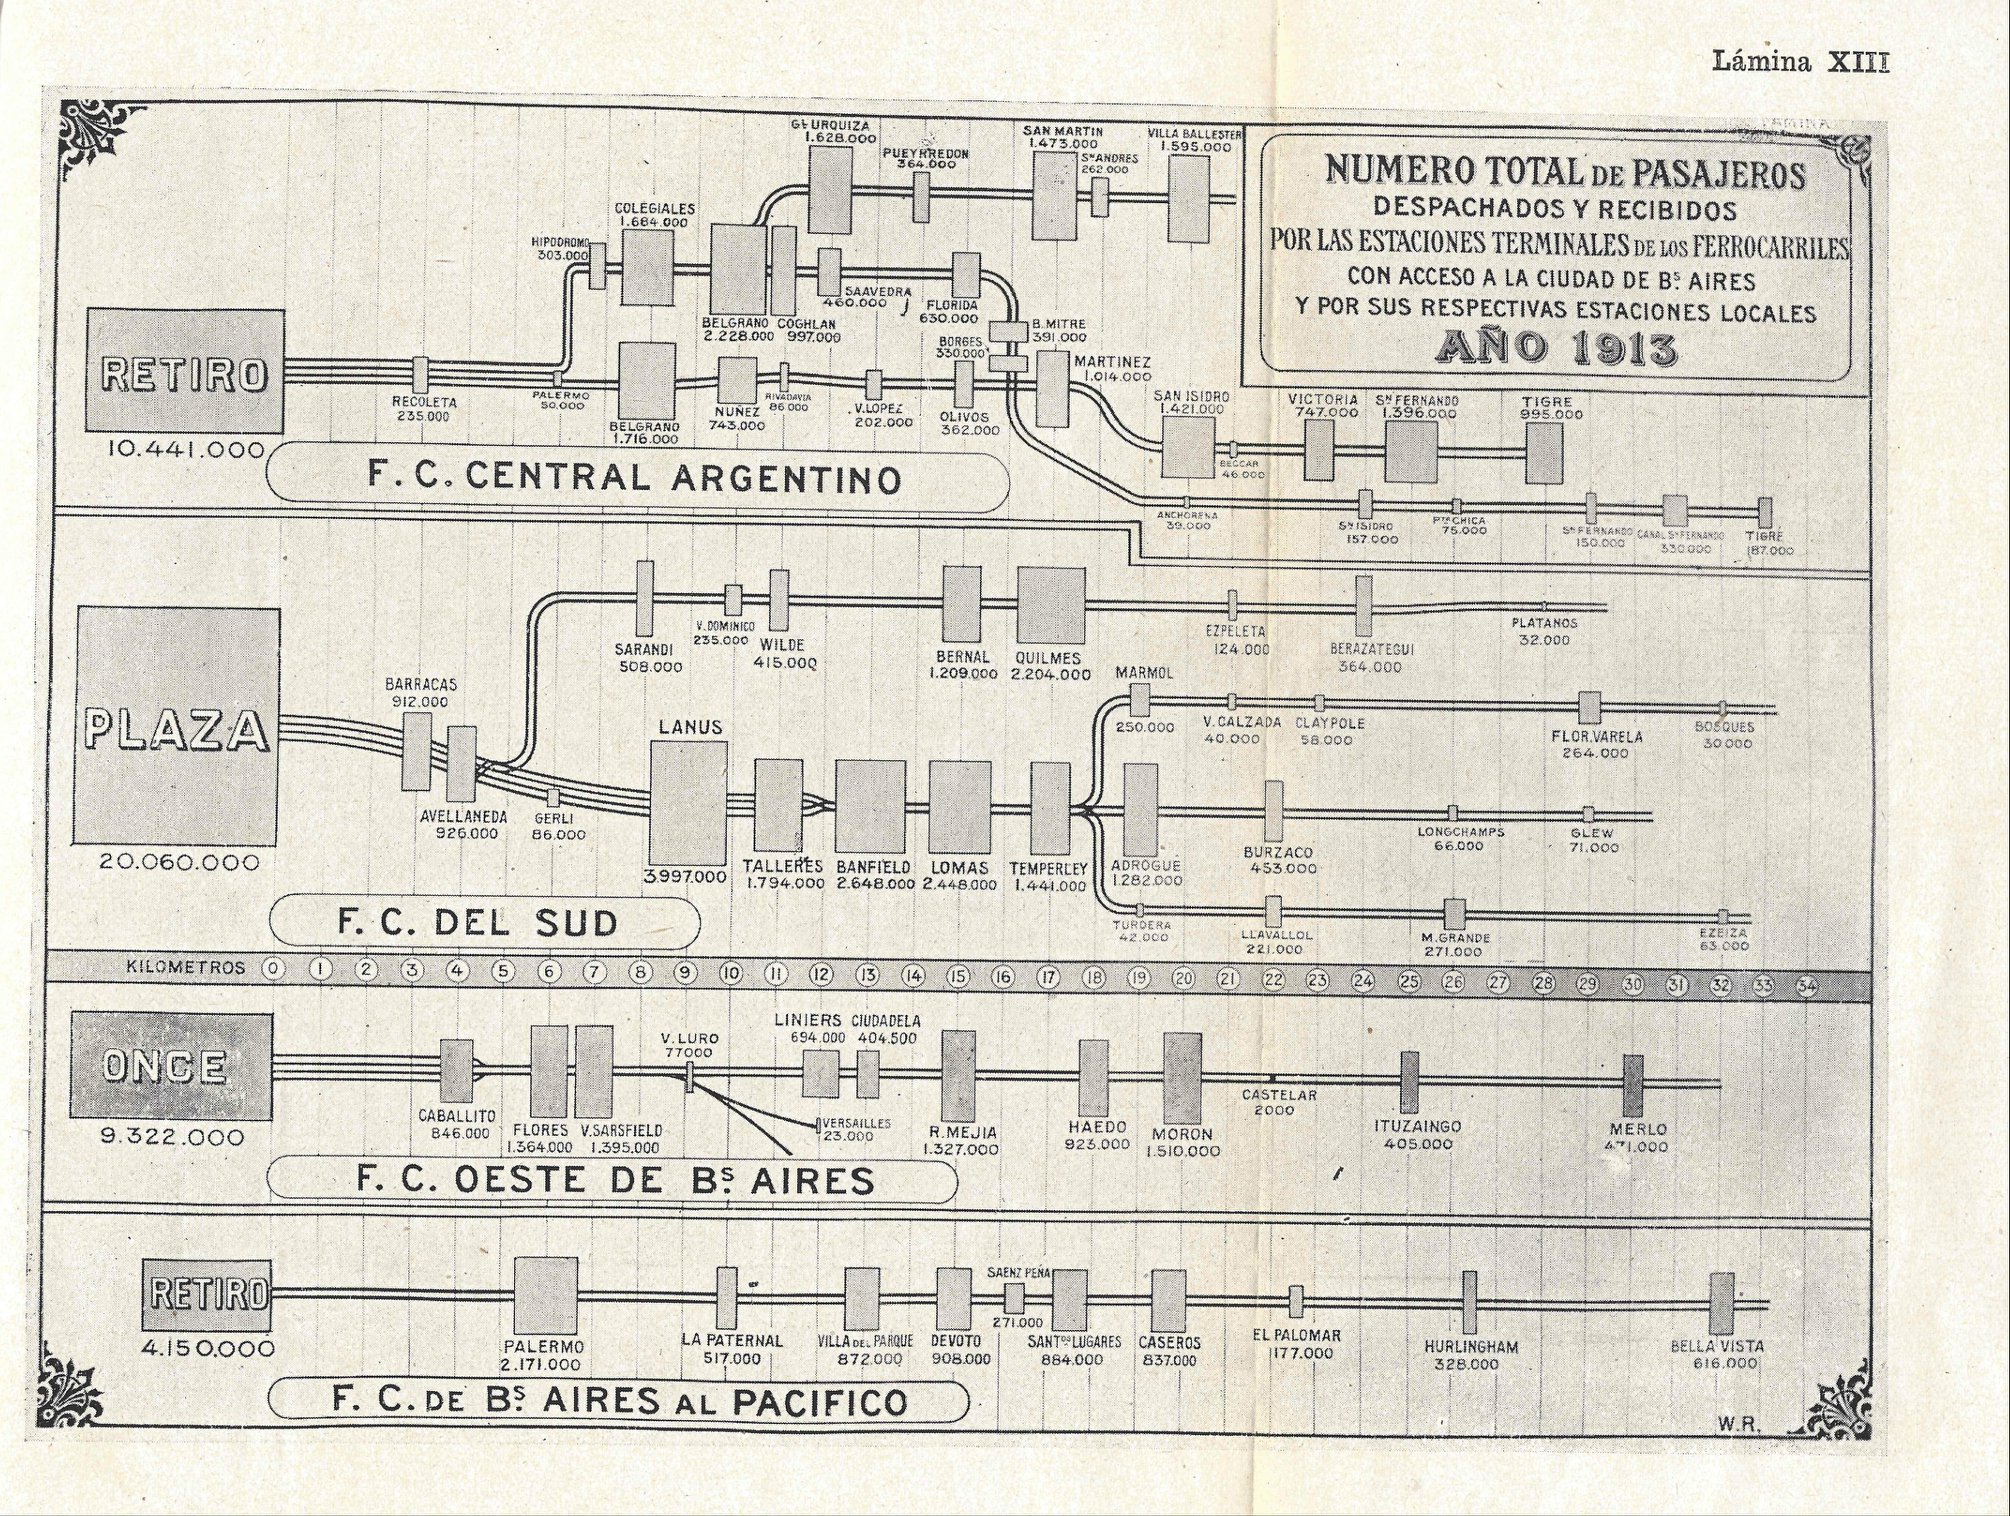 Lámina XIII
NUMERO TOTAL DE PASAJEROS
DESPACHADOS Y RECIBIDOS
POR LAS ESTACIONES TERMINALES DE LOS FERROCARRILES
CON ACCESO A LA CIUDAD DE Bs. AIRES
Y POR SUS RESPECTIVAS ESTACIONES LOCALES
AÑO 1913
RETIRO
10.441.000
RECOLETA
235.000
PALERMO
50.000
HIPODROMO
303.000
COLEGIALES
1.684.000
BELGRANO
2.228.000
COGHLAN
997.000
Gl. URQUIZA
1.628.000
PUEYRREDON
364.000
SAN MARTIN
1.473.000
Sn ANDRES
262.000
VILLA BALLESTER
1.595.000
SAAVEDRA
460.000
FLORIDA
630.000
B. MITRE
391.000
BORGES
330.000
BELGRANO
1.716.000
NUÑEZ
743.000
RIVADAVIA
86.000
V. LOPEZ
202.000
OLIVOS
362.000
MARTINEZ
1.014.000
SAN ISIDRO
1.421.000
BECCAR
46.000
VICTORIA
747.000
Sn FERNANDO
1.396.000
TIGRE
995.000
ANCHORENA
39.000
Sn ISIDRO
157.000
Pta CHICA
75.000
Sn FERNANDO
150.000
CANAL Sn FERNANDO
330.000
TIGRE
187.000
F. C. CENTRAL ARGENTINO
PLAZA
20.060.000
BARRACAS
912.000
AVELLANEDA
926.000
GERLI
86.000
SARANDI
508.000
V. DOMINICO
235.000
WILDE
415.000
BERNAL
1.209.000
QUILMES
2.204.000
EZPELETA
124.000
BERAZATEGUI
364.000
PLATANOS
32.000
LANUS
3.997.000
TALLERES
1.794.000
BANFIELD
2.648.000
LOMAS
2.448.000
TEMPERLEY
1.441.000
MARMOL
250.000
V. CALZADA
40.000
CLAYPOLE
58.000
FLOR. VARELA
264.000
BOSQUES
30.000
ADROGUE
1.282.000
BURZACO
453.000
LONGCHAMPS
66.000
GLEW
71.000
TURDERA
42.000
LLAVALLOL
221.000
M. GRANDE
271.000
EZEIZA
63.000
F. C. DEL SUD
KILOMETROS 0 1 2 3 4 5 6 7 8 9 10 11 12 13 14 15 16 17 18 19 20 21 22 23 24 25 26 27 28 29 30 31 32 33 34
ONCE
9.322.000
CABALLITO
846.000
FLORES
1.364.000
V. SARSFIELD
1.395.000
V. LURO
77000
LINIERS
694.000
CIUDADELA
404.500
VERSAILLES
23.000
R. MEJIA
1.327.000
HAEDO
923.000
MORON
1.510.000
CASTELAR
2000
ITUZAINGO
405.000
MERLO
471.000
F. C. OESTE DE Bs. AIRES
RETIRO
4.150.000
PALERMO
2.171.000
LA PATERNAL
517.000
VILLA DEL PARQUE
872.000
DEVOTO
908.000
SAENZ PEÑA
271.000
SANTos LUGARES
884.000
CASEROS
837.000
EL PALOMAR
177.000
HURLINGHAM
328.000
BELLA VISTA
616.000
F. C. DE Bs. AIRES AL PACIFICO
W.R.